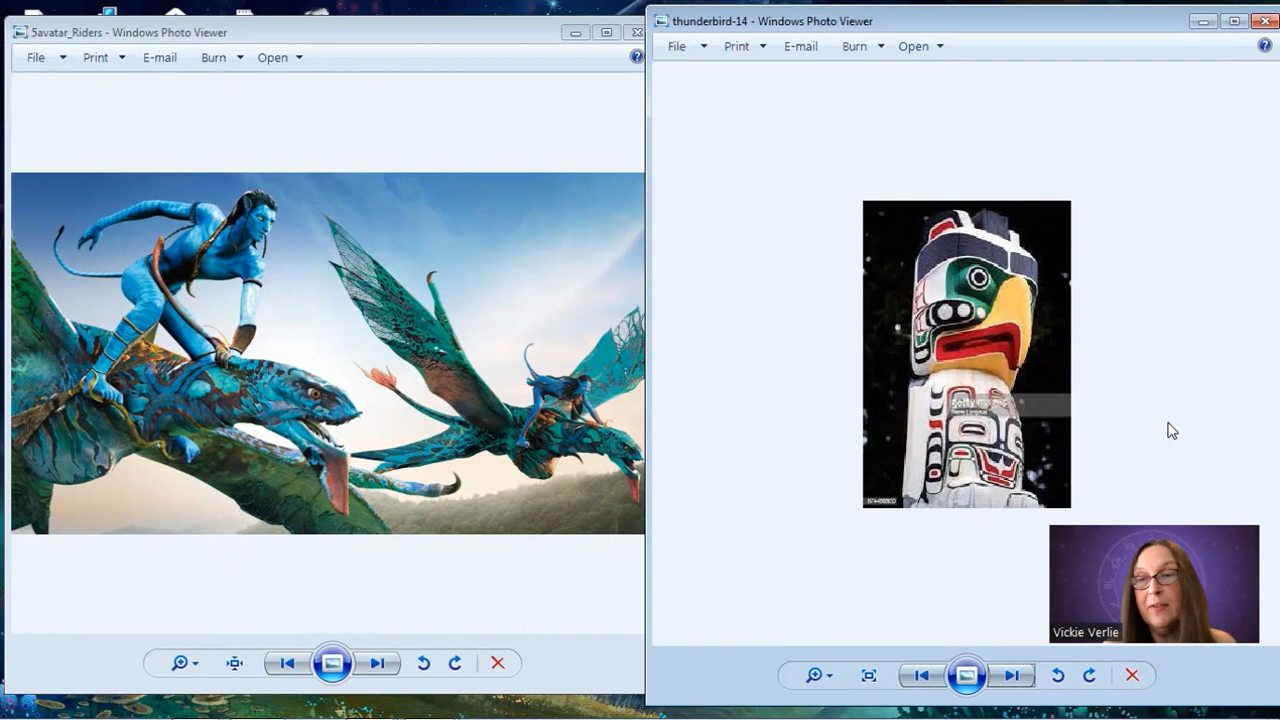 5avatar_Riders - Windows Photo Viewer
File Print E-mail Burn Open
thunderbird-14 - Windows Photo Viewer
File Print E-mail Burn Open
Vickie Verlie